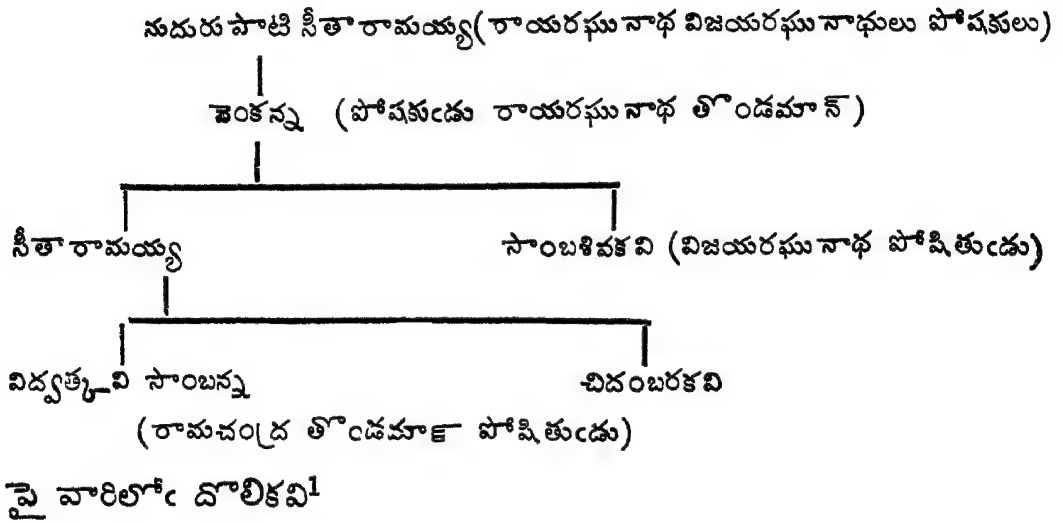 నుదురుపాటి సీతారామయ్య(రాయరఘునాథ విజయరఘునాథులు పోషకులు)
వెంకన్న (పోషకుఁడు రాయరఘునాథ తొండమాన్)
సీతారామయ్య సాంబశివకవి (విజయరఘునాథ పోషితుఁడు)
విద్వత్కవి సాంబన్న చిదంబరకవి
(రామచంద్ర తొఁడమాన్ పోషితుఁడు)
పై వారిలోఁ దొలికవి¹